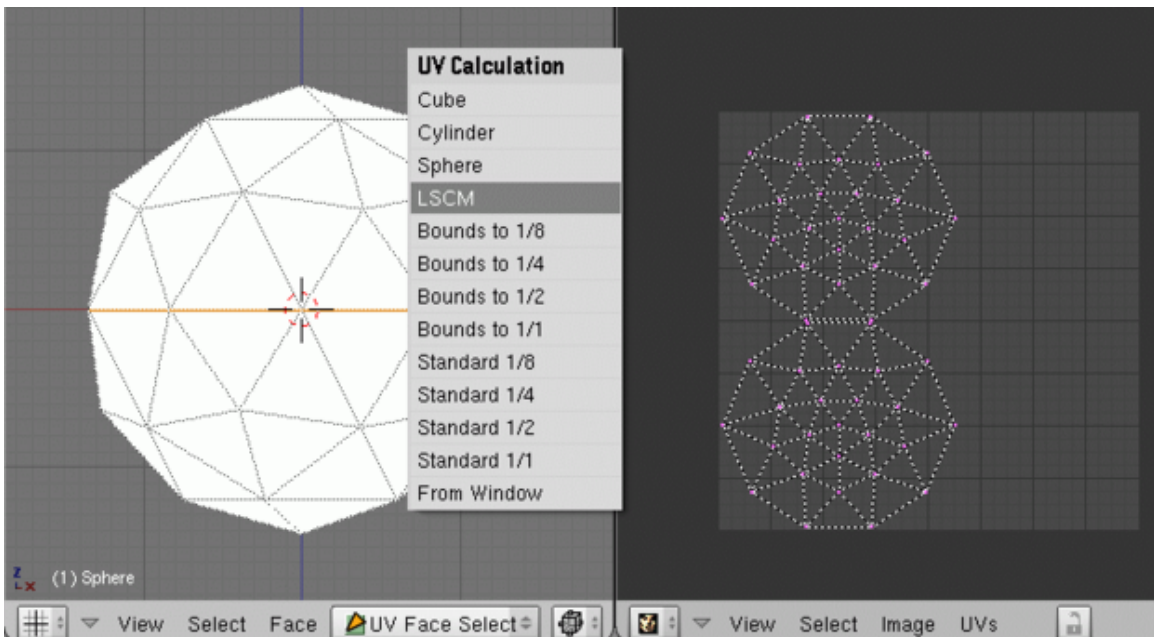 UV Calculation
Cube
Cylinder
Sphere
LSCM
Bounds to 1/8
Bounds to 1/4
Bounds to 1/2
Bounds to 1/1
Standard 1/8
Standard 1/4
Standard 1/2
Standard 1/1
From Window
Z
X
(1) Sphere
View Select Face UV Face Select
View Select Image UVs